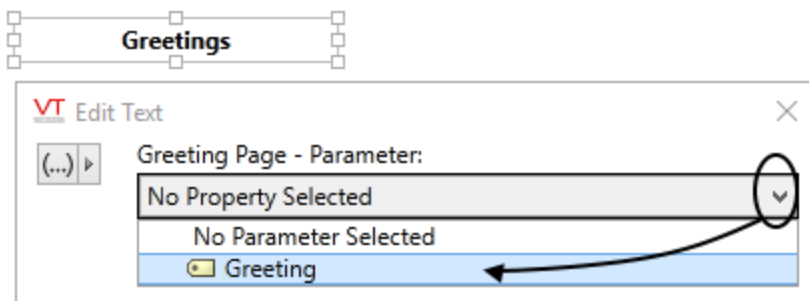 Greetings
VT Edit Text
(...) Greeting Page - Parameter:
No Property Selected
No Parameter Selected
Greeting